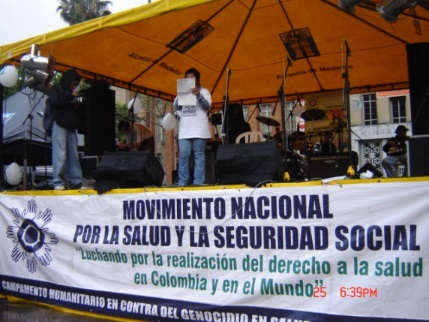 MOVIMIENTO NACIONAL
POR LA SALUD Y LA SEGURIDAD SOCIAL
"Luchando por la realización del derecho a la salud
en Colombia y en el Mundo"
25 6:39PM
CAMPAMENTO HUMANITARIO EN CONTRA DEL GENOCIDIO EN SALUD